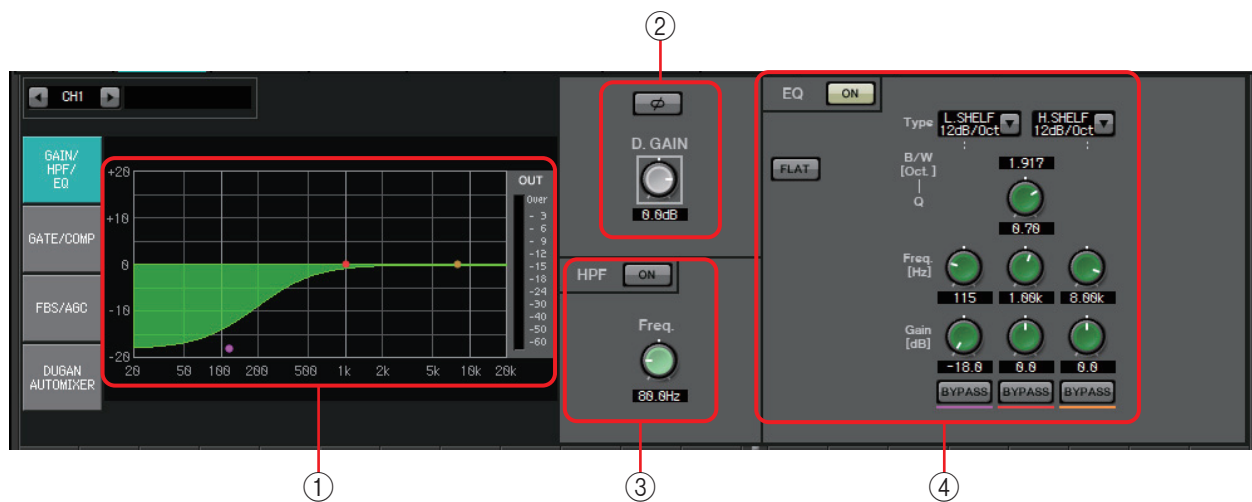 ②
CH1
GAIN/
HPF/
EQ
GATE/COMP
FBS/AGC
DUGAN
AUTOMIXER
+20
+10
0
-10
-20
20 50 100 200 500 1k 2k 5k 10k 20k
OUT
Over
- 3
- 6
- 9
-12
-15
-18
-24
-30
-40
-50
-60
Ø
D. GAIN
0.0dB
HPF ON
Freq.
80.0Hz
EQ ON
FLAT
Type L.SHELF 12dB/Oct H.SHELF 12dB/Oct
B/W
[Oct.]
Q
1.917
0.70
Freq.
[Hz]
115 1.00k 8.00k
Gain
[dB]
-18.0 0.0 0.0
BYPASS BYPASS BYPASS
① ③ ④